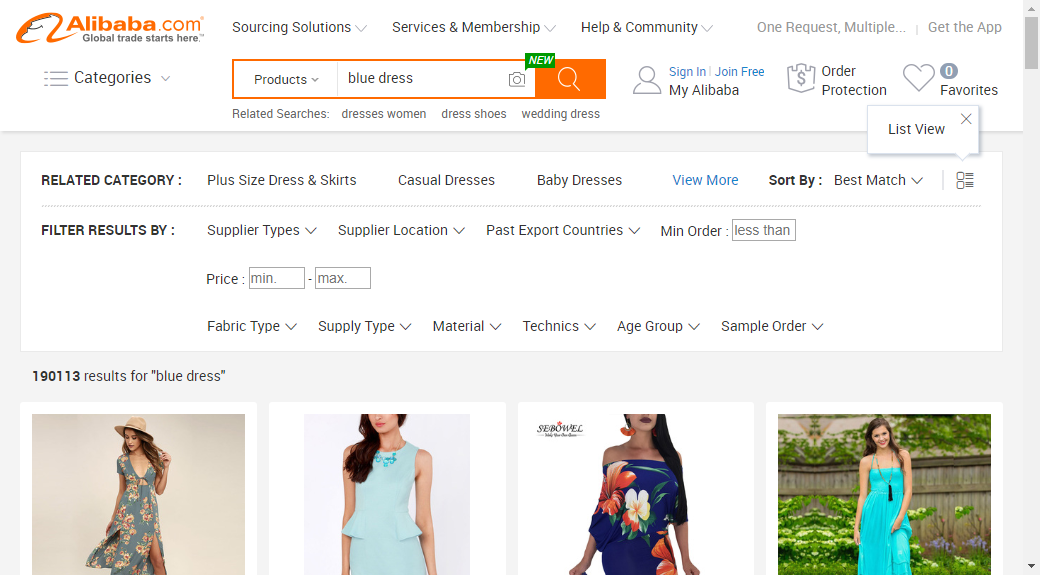 Alibaba.com
Global trade starts here.™
Sourcing Solutions Services & Membership Help & Community One Request, Multiple... | Get the App
Categories
Products blue dress NEW
Sign In | Join Free
My Alibaba
Order
Protection
0
Favorites
Related Searches: dresses women dress shoes wedding dress
List View
RELATED CATEGORY : Plus Size Dress & Skirts Casual Dresses Baby Dresses View More Sort By : Best Match
FILTER RESULTS BY : Supplier Types Supplier Location Past Export Countries Min Order : less than
Price : min. - max.
Fabric Type Supply Type Material Technics Age Group Sample Order
190113 results for "blue dress"
SEBOWEL